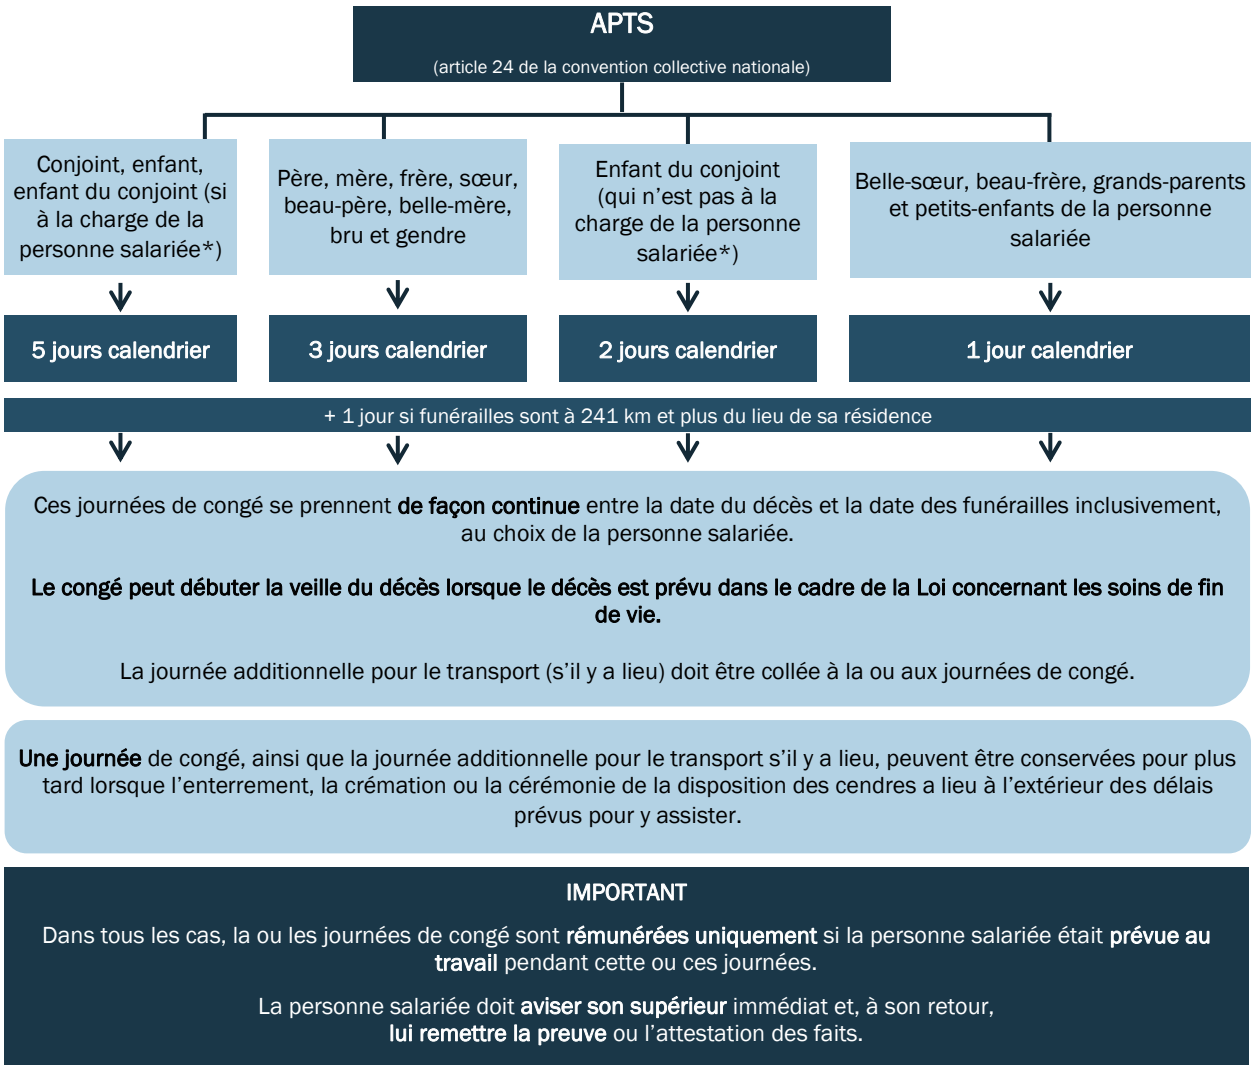 APTS
(article 24 de la convention collective nationale)
Conjoint, enfant,
enfant du conjoint (si
à la charge de la
personne salariée*)
Père, mère, frère, sœur,
beau-père, belle-mère,
bru et gendre
Enfant du conjoint
(qui n’est pas à la
charge de la personne
salariée*)
Belle-sœur, beau-frère, grands-parents
et petits-enfants de la personne
salariée
5 jours calendrier
3 jours calendrier
2 jours calendrier
1 jour calendrier
+ 1 jour si funérailles sont à 241 km et plus du lieu de sa résidence
Ces journées de congé se prennent de façon continue entre la date du décès et la date des funérailles inclusivement,
au choix de la personne salariée.
Le congé peut débuter la veille du décès lorsque le décès est prévu dans le cadre de la Loi concernant les soins de fin
de vie.
La journée additionnelle pour le transport (s’il y a lieu) doit être collée à la ou aux journées de congé.
Une journée de congé, ainsi que la journée additionnelle pour le transport s’il y a lieu, peuvent être conservées pour plus
tard lorsque l’enterrement, la crémation ou la cérémonie de la disposition des cendres a lieu à l’extérieur des délais
prévus pour y assister.
IMPORTANT
Dans tous les cas, la ou les journées de congé sont rémunérées uniquement si la personne salariée était prévue au
travail pendant cette ou ces journées.
La personne salariée doit aviser son supérieur immédiat et, à son retour,
lui remettre la preuve ou l’attestation des faits.